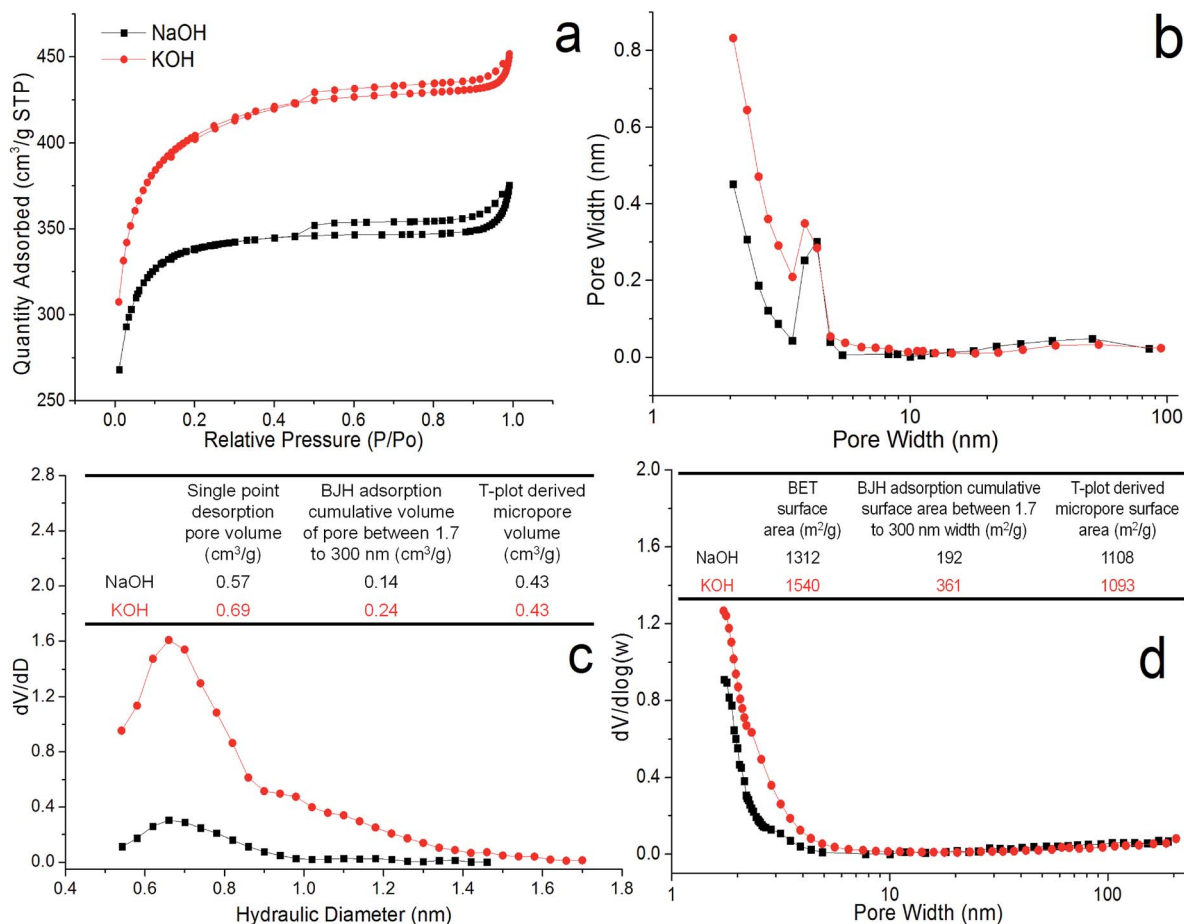 a
NaOH
KOH
Quantity Adsorbed (cm³/g STP)
450
400
350
300
250
0.0 0.2 0.4 0.6 0.8 1.0
Relative Pressure (P/Po)
b
Pore Width (nm)
0.8
0.6
0.4
0.2
0.0
1 10 100
Pore Width (nm)
c
dV/dD
2.8
2.4
2.0
1.6
1.2
0.8
0.4
0.0
Single point BJH adsorption T-plot derived
desorption cumulative volume micropore
pore volume of pore between 1.7 volume
(cm³/g) to 300 nm (cm³/g) (cm³/g)
NaOH 0.57 0.14 0.43
KOH 0.69 0.24 0.43
0.4 0.6 0.8 1.0 1.2 1.4 1.6 1.8
Hydraulic Diameter (nm)
d
dV/dlog(w)
2.0
1.6
1.2
0.8
0.4
0.0
BET BJH adsorption cumulative T-plot derived
surface surface area between 1.7 micropore surface
area (m²/g) to 300 nm width (m²/g) area (m²/g)
NaOH 1312 192 1108
KOH 1540 361 1093
1 10 100
Pore Width (nm)